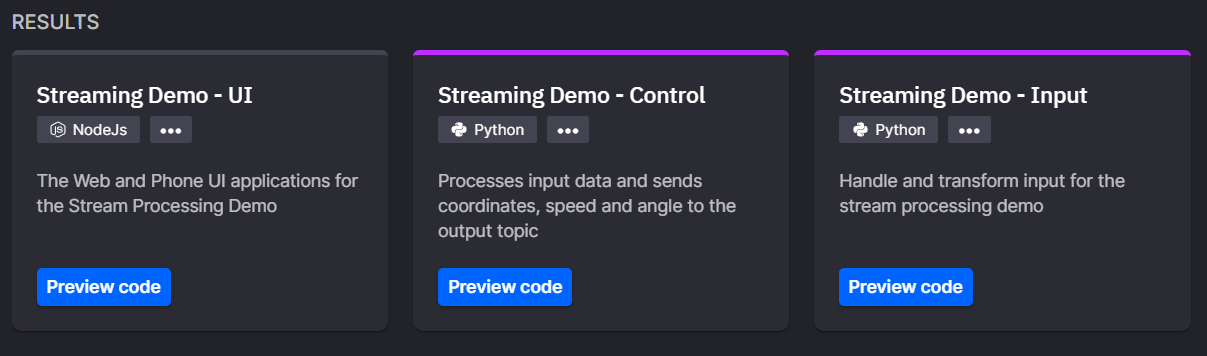 RESULTS
Streaming Demo - UI
NodeJs
•••
The Web and Phone UI applications for
the Stream Processing Demo
Preview code
Streaming Demo - Control
Python
•••
Processes input data and sends
coordinates, speed and angle to the
output topic
Preview code
Streaming Demo - Input
Python
•••
Handle and transform input for the
stream processing demo
Preview code